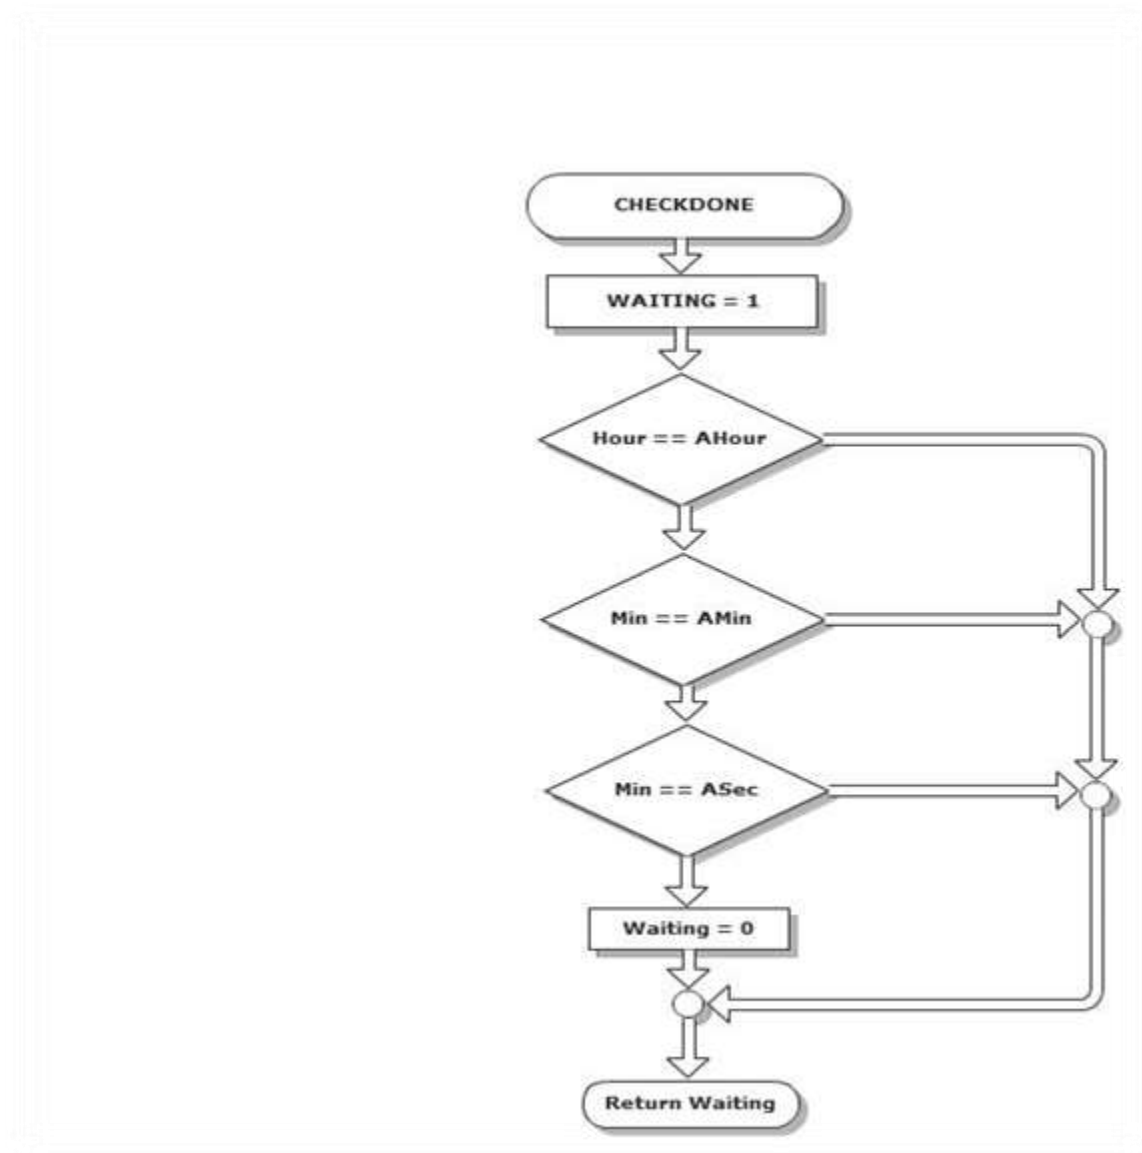 CHECKDONE
WAITING = 1
Hour == AHour
Min == AMin
Min == ASec
Waiting = 0
Return Waiting